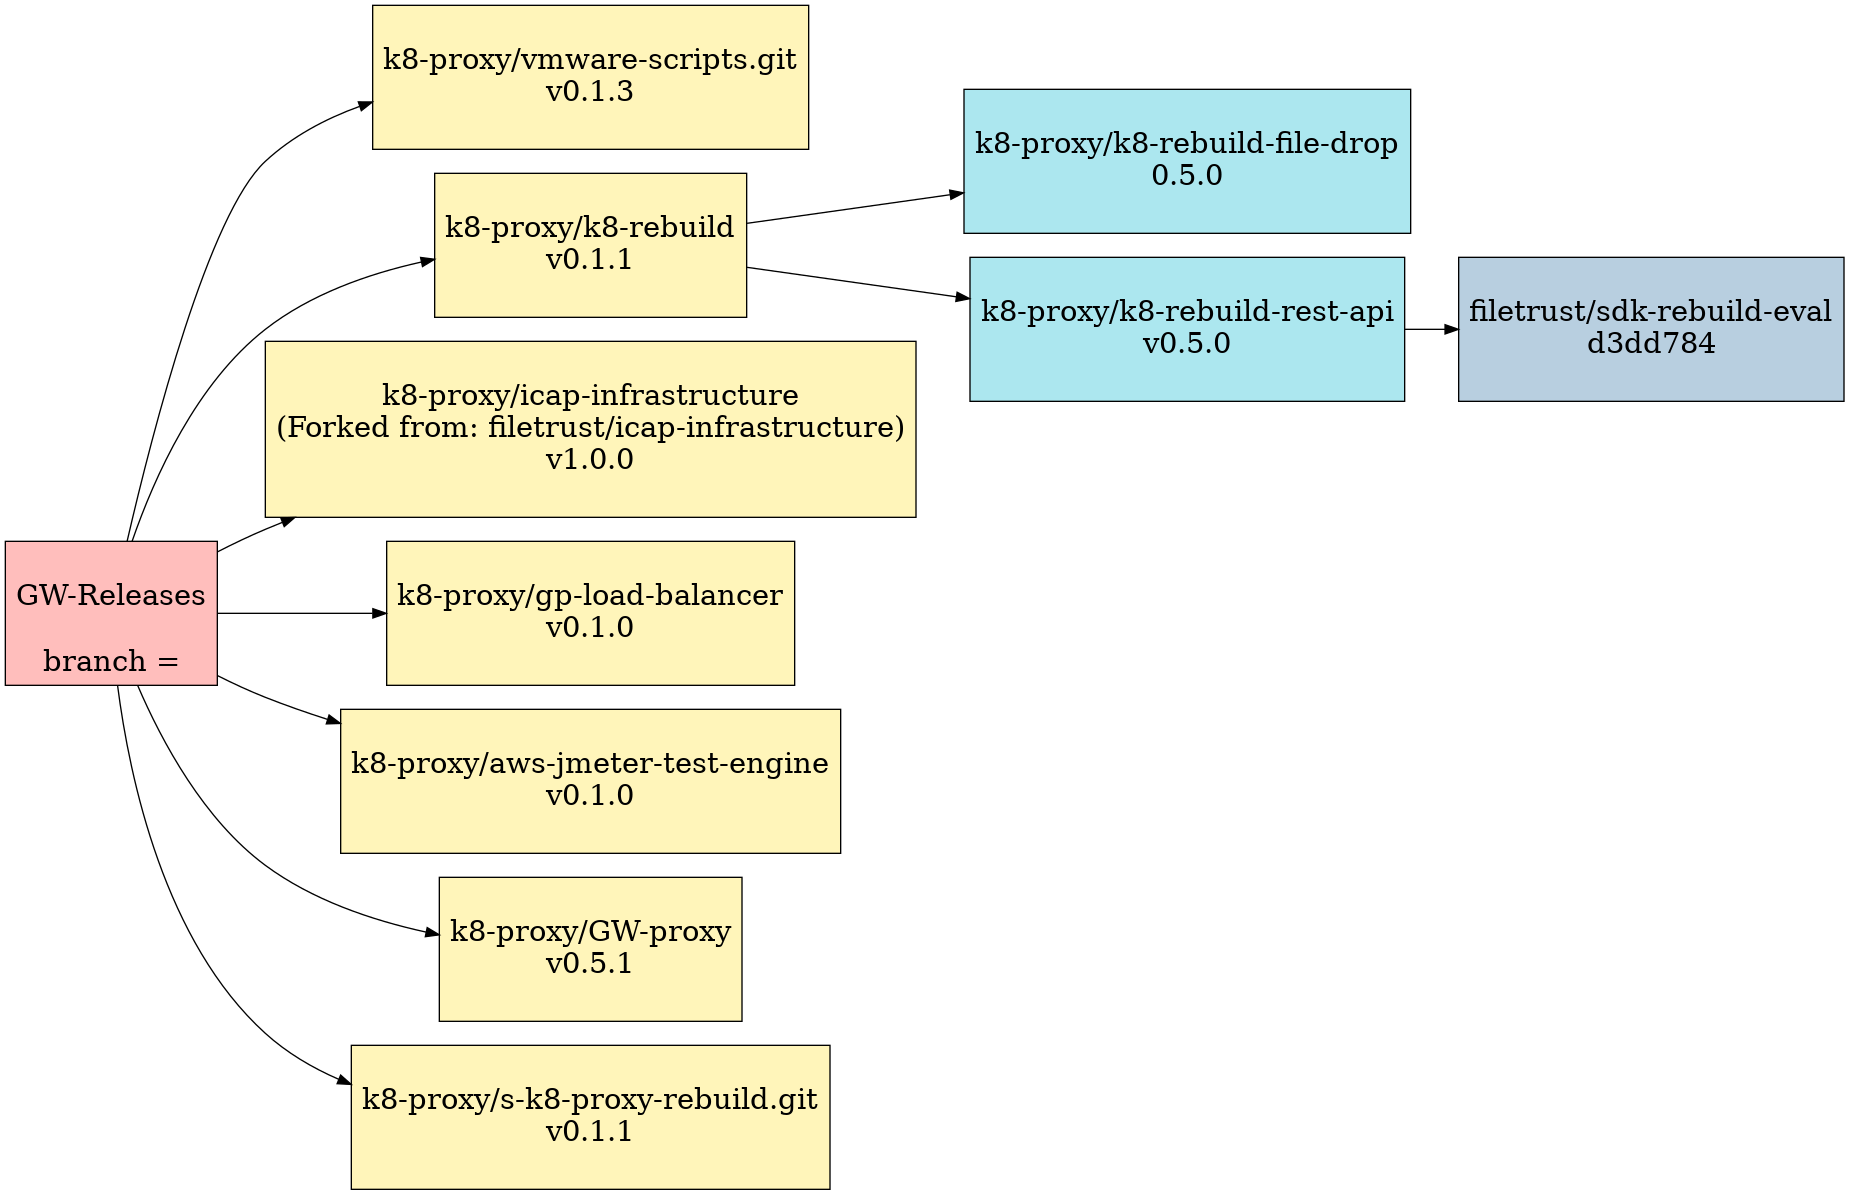 k8-proxy/vmware-scripts.git
v0.1.3
k8-proxy/k8-rebuild-file-drop
0.5.0
k8-proxy/k8-rebuild
v0.1.1
k8-proxy/k8-rebuild-rest-api
v0.5.0
filetrust/sdk-rebuild-eval
d3dd784
k8-proxy/icap-infrastructure
(Forked from: filetrust/icap-infrastructure)
v1.0.0
GW-Releases
branch =
k8-proxy/gp-load-balancer
v0.1.0
k8-proxy/aws-jmeter-test-engine
v0.1.0
k8-proxy/GW-proxy
v0.5.1
k8-proxy/s-k8-proxy-rebuild.git
v0.1.1